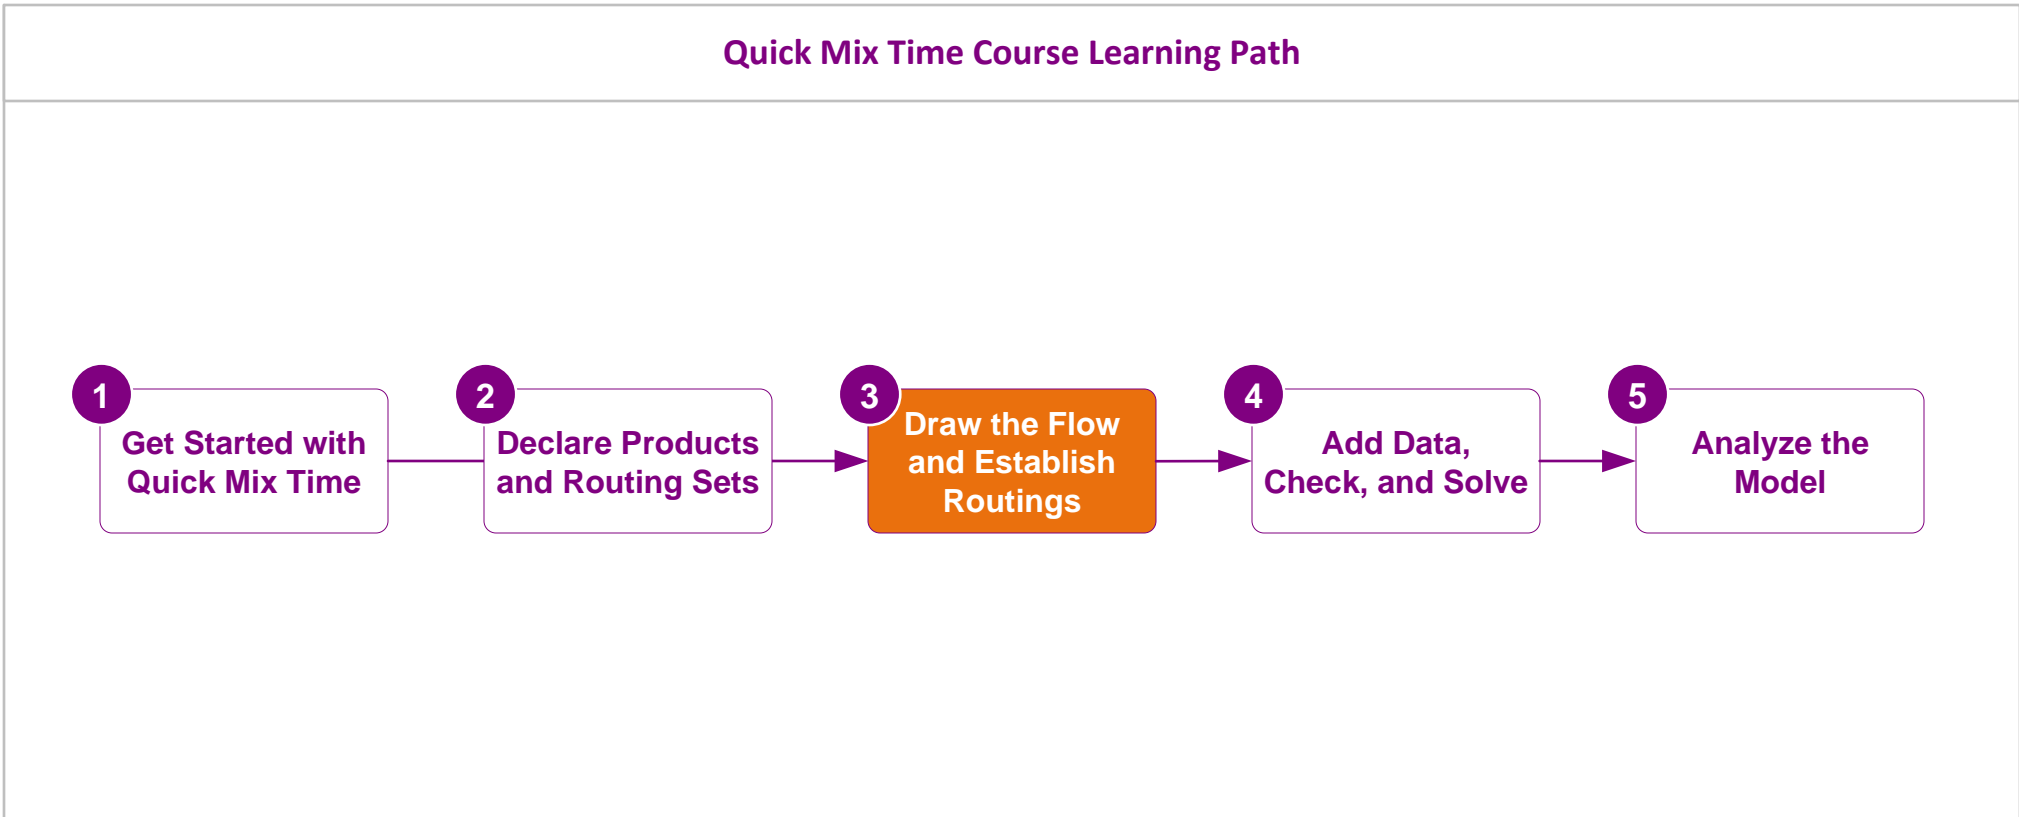 Quick Mix Time Course Learning Path
1
Get Started with
Quick Mix Time
2
Declare Products
and Routing Sets
3
Draw the Flow
and Establish
Routings
4
Add Data,
Check, and Solve
5
Analyze the
Model